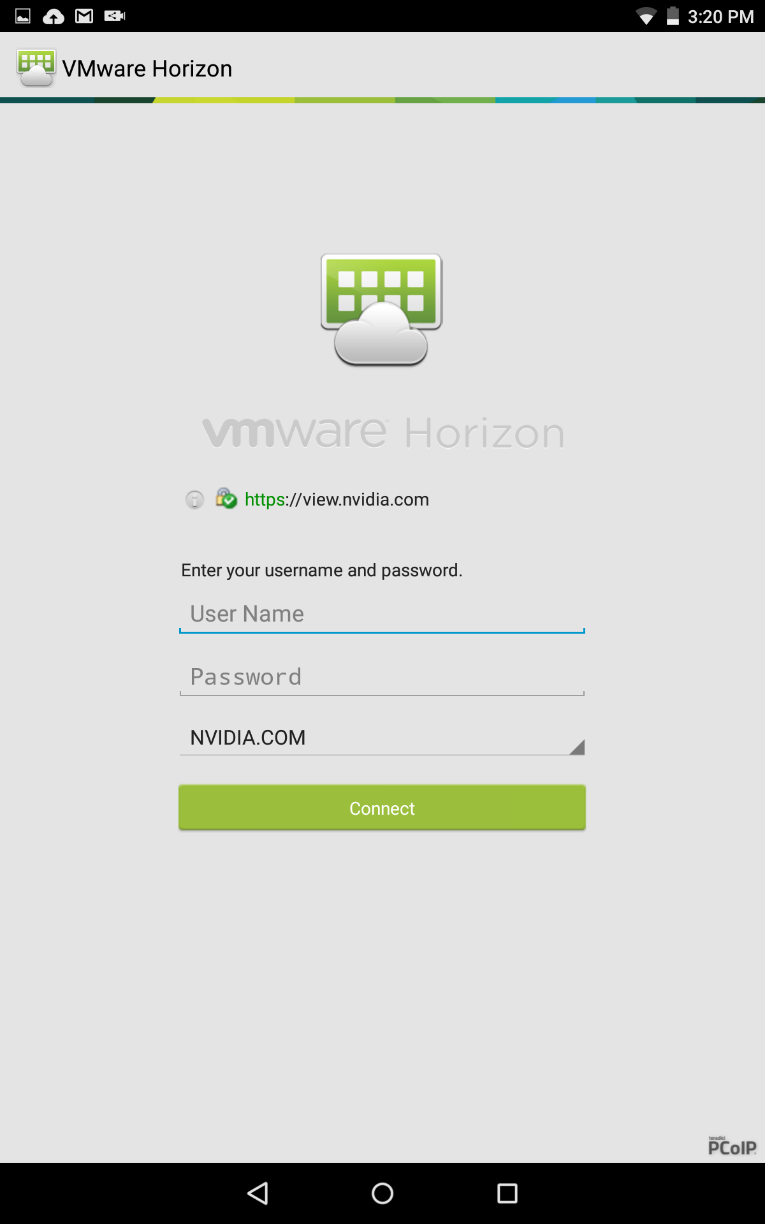 3:20 PM
VMware Horizon
vmware Horizon
https://view.nvidia.com
Enter your username and password.
User Name
Password
NVIDIA.COM
Connect
teradici
PCoIP